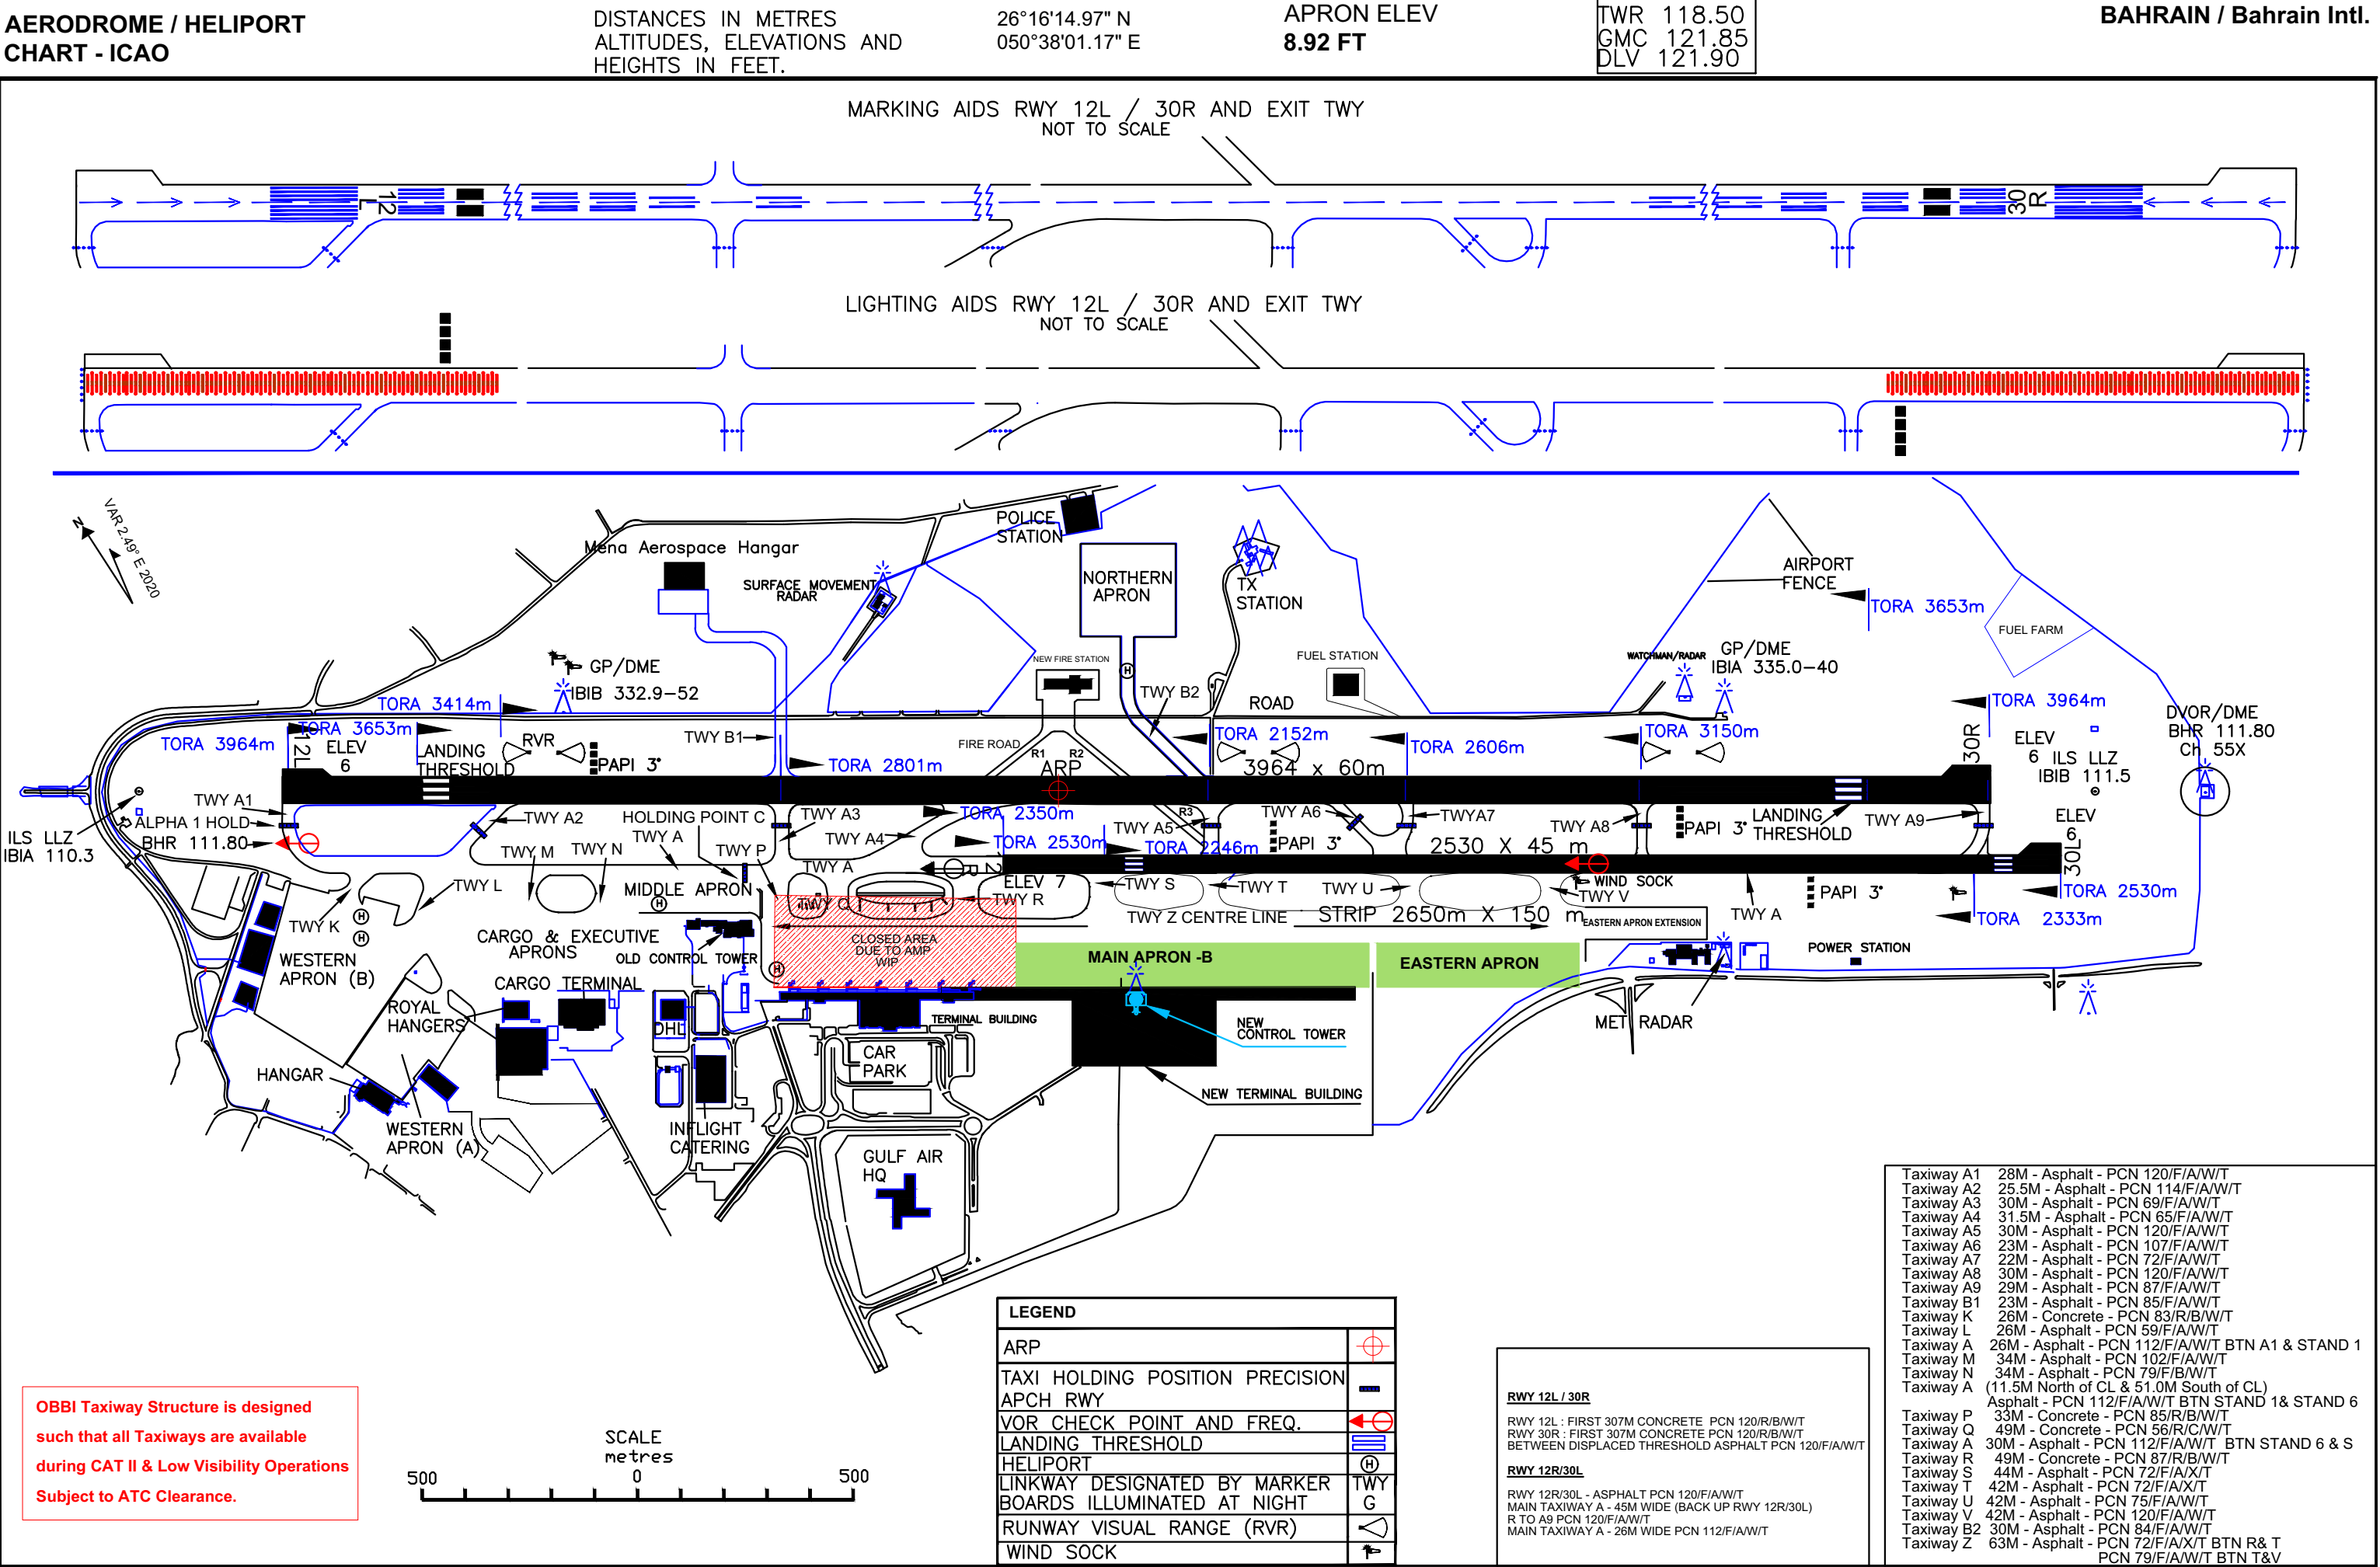 AERODROME / HELIPORT
CHART - ICAO
DISTANCES IN METRES
ALTITUDES, ELEVATIONS AND
HEIGHTS IN FEET.
26°16'14.97" N
050°38'01.17" E
APRON ELEV
8.92 FT
TWR 118.50
GMC 121.85
DLV 121.90
BAHRAIN / Bahrain Intl.
MARKING AIDS RWY 12L / 30R AND EXIT TWY
NOT TO SCALE
12
L
30
R
LIGHTING AIDS RWY 12L / 30R AND EXIT TWY
NOT TO SCALE
N
VAR 2.49° E 2020
POLICE
STATION
Mena Aerospace Hangar
SURFACE MOVEMENT
RADAR
NORTHERN
APRON
TX
STATION
AIRPORT
FENCE
TORA 3653m
FUEL FARM
NEW FIRE STATION
FUEL STATION
WATCHMAN/RADAR
GP/DME
IBIA 335.0-40
GP/DME
IBIB 332.9-52
TORA 3414m
TORA 3653m
TORA 3964m
12L
ELEV
6
LANDING
THRESHOLD
RVR
PAPI 3°
TWY B1
TORA 2801m
FIRE ROAD
R1
R2
ARP
TWY B2
ROAD
TORA 2152m
3964 x 60m
TORA 2606m
TORA 3150m
TORA 3964m
30R
ELEV
6
ILS LLZ
IBIB 111.5
DVOR/DME
BHR 111.80
Ch 55X
TWY A1
ALPHA 1 HOLD
BHR 111.80
ILS LLZ
IBIA 110.3
TWY A2
HOLDING POINT C
TWY A
TWY M
TWY N
TWY P
TWY A3
TWY A4
TWY A
TORA 2350m
TORA 2530m
TORA 2246m
TWY A5
R3
TWY A6
PAPI 3°
TWYA7
2530 X 45 m
TWY A8
PAPI 3°
LANDING
THRESHOLD
TWY A9
ELEV
6
30L
12
R
ELEV 7
TWY R
TWY S
TWY T
TWY U
TWY V
WIND SOCK
TWY A
PAPI 3°
TORA 2530m
TORA 2333m
TWY L
TWY K
MIDDLE APRON
TWY Z CENTRE LINE
STRIP 2650m X 150 m
EASTERN APRON EXTENSION
POWER STATION
CARGO & EXECUTIVE
APRONS
OLD CONTROL TOWER
CLOSED AREA
DUE TO AMP
WIP
MAIN APRON -B
EASTERN APRON
WESTERN
APRON (B)
CARGO TERMINAL
ROYAL
HANGERS
DHL
TERMINAL BUILDING
NEW
CONTROL TOWER
MET RADAR
CAR
PARK
HANGAR
NEW TERMINAL BUILDING
WESTERN
APRON (A)
INFLIGHT
CATERING
GULF AIR
HQ
OBBI Taxiway Structure is designed
such that all Taxiways are available
during CAT II & Low Visibility Operations
Subject to ATC Clearance.
SCALE
metres
500
0
500
LEGEND
ARP
TAXI HOLDING POSITION PRECISION
APCH RWY
VOR CHECK POINT AND FREQ.
LANDING THRESHOLD
HELIPORT
H
LINKWAY DESIGNATED BY MARKER
BOARDS ILLUMINATED AT NIGHT
TWY
G
RUNWAY VISUAL RANGE (RVR)
WIND SOCK
RWY 12L / 30R
RWY 12L : FIRST 307M CONCRETE PCN 120/R/B/W/T
RWY 30R : FIRST 307M CONCRETE PCN 120/R/B/W/T
BETWEEN DISPLACED THRESHOLD ASPHALT PCN 120/F/A/W/T
RWY 12R/30L
RWY 12R/30L - ASPHALT PCN 120/F/A/W/T
MAIN TAXIWAY A - 45M WIDE (BACK UP RWY 12R/30L)
R TO A9 PCN 120/F/A/W/T
MAIN TAXIWAY A - 26M WIDE PCN 112/F/A/W/T
Taxiway A1 28M - Asphalt - PCN 120/F/A/W/T
Taxiway A2 25.5M - Asphalt - PCN 114/F/A/W/T
Taxiway A3 30M - Asphalt - PCN 69/F/A/W/T
Taxiway A4 31.5M - Asphalt - PCN 65/F/A/W/T
Taxiway A5 30M - Asphalt - PCN 120/F/A/W/T
Taxiway A6 23M - Asphalt - PCN 107/F/A/W/T
Taxiway A7 22M - Asphalt - PCN 72/F/A/W/T
Taxiway A8 30M - Asphalt - PCN 120/F/A/W/T
Taxiway A9 29M - Asphalt - PCN 87/F/A/W/T
Taxiway B1 23M - Asphalt - PCN 85/F/A/W/T
Taxiway K 26M - Concrete - PCN 83/R/B/W/T
Taxiway L 26M - Asphalt - PCN 59/F/A/W/T
Taxiway A 26M - Asphalt - PCN 112/F/A/W/T BTN A1 & STAND 1
Taxiway M 34M - Asphalt - PCN 102/F/A/W/T
Taxiway N 34M - Asphalt - PCN 79/F/B/W/T
Taxiway A (11.5M North of CL & 51.0M South of CL)
Asphalt - PCN 112/F/A/W/T BTN STAND 1& STAND 6
Taxiway P 33M - Concrete - PCN 85/R/B/W/T
Taxiway Q 49M - Concrete - PCN 56/R/C/W/T
Taxiway A 30M - Asphalt - PCN 112/F/A/W/T BTN STAND 6 & S
Taxiway R 49M - Concrete - PCN 87/R/B/W/T
Taxiway S 44M - Asphalt - PCN 72/F/A/X/T
Taxiway T 42M - Asphalt - PCN 72/F/A/X/T
Taxiway U 42M - Asphalt - PCN 75/F/A/W/T
Taxiway V 42M - Asphalt - PCN 120/F/A/W/T
Taxiway B2 30M - Asphalt - PCN 84/F/A/W/T
Taxiway Z 63M - Asphalt - PCN 72/F/A/X/T BTN R& T
PCN 79/F/A/W/T BTN T&V